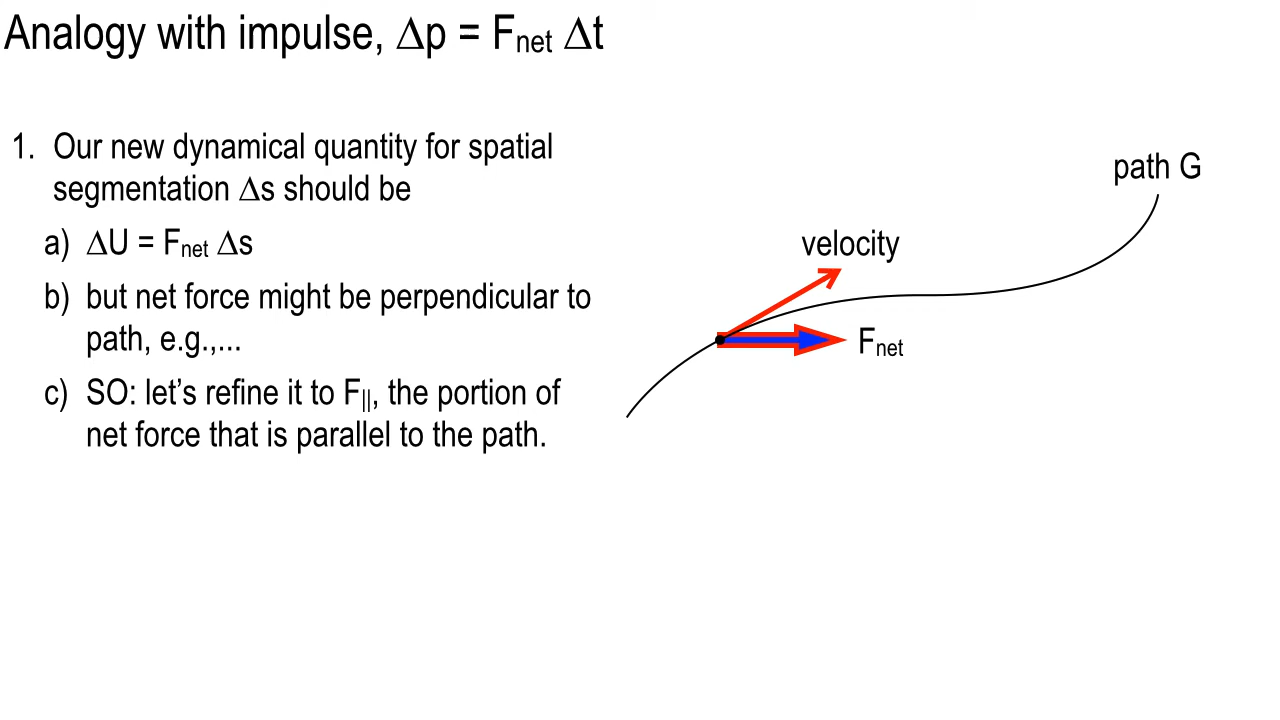 Analogy with impulse, Δp = Fnet Δt
1. Our new dynamical quantity for spatial
segmentation Δs should be
a) ΔU = Fnet Δs
b) but net force might be perpendicular to
path, e.g.,...
c) SO: let’s refine it to F||, the portion of
net force that is parallel to the path.
path G
velocity
Fnet